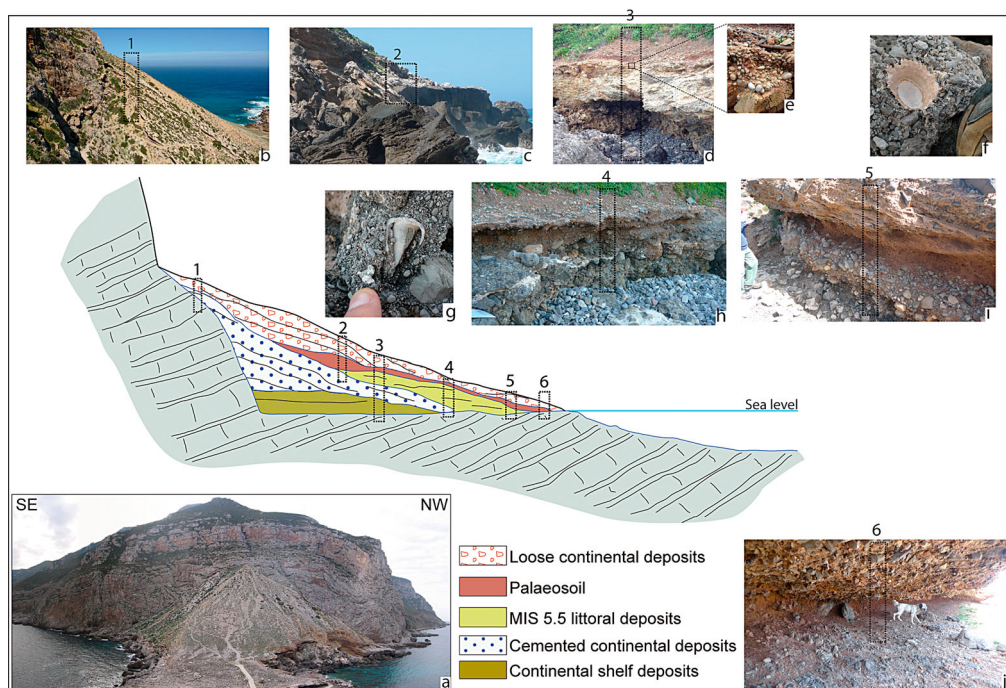 1
b
2
c
3
d
e
f
g
4
h
5
i
1
2
3
4
5
6
Sea level
SE
NW
a
Loose continental deposits
Palaeosoil
MIS 5.5 littoral deposits
Cemented continental deposits
Continental shelf deposits
6